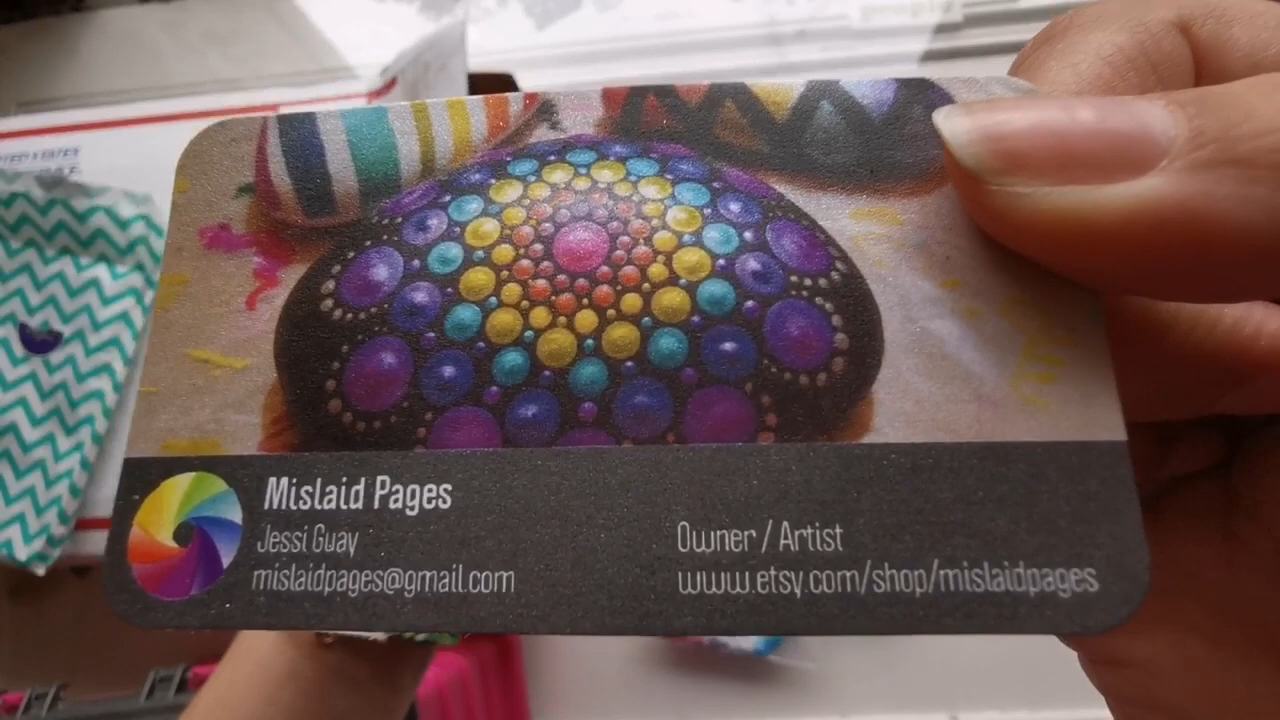 Mislaid Pages
Jessi Guay
mislaidpages@gmail.com
Owner / Artist
www.etsy.com/shop/mislaidpages